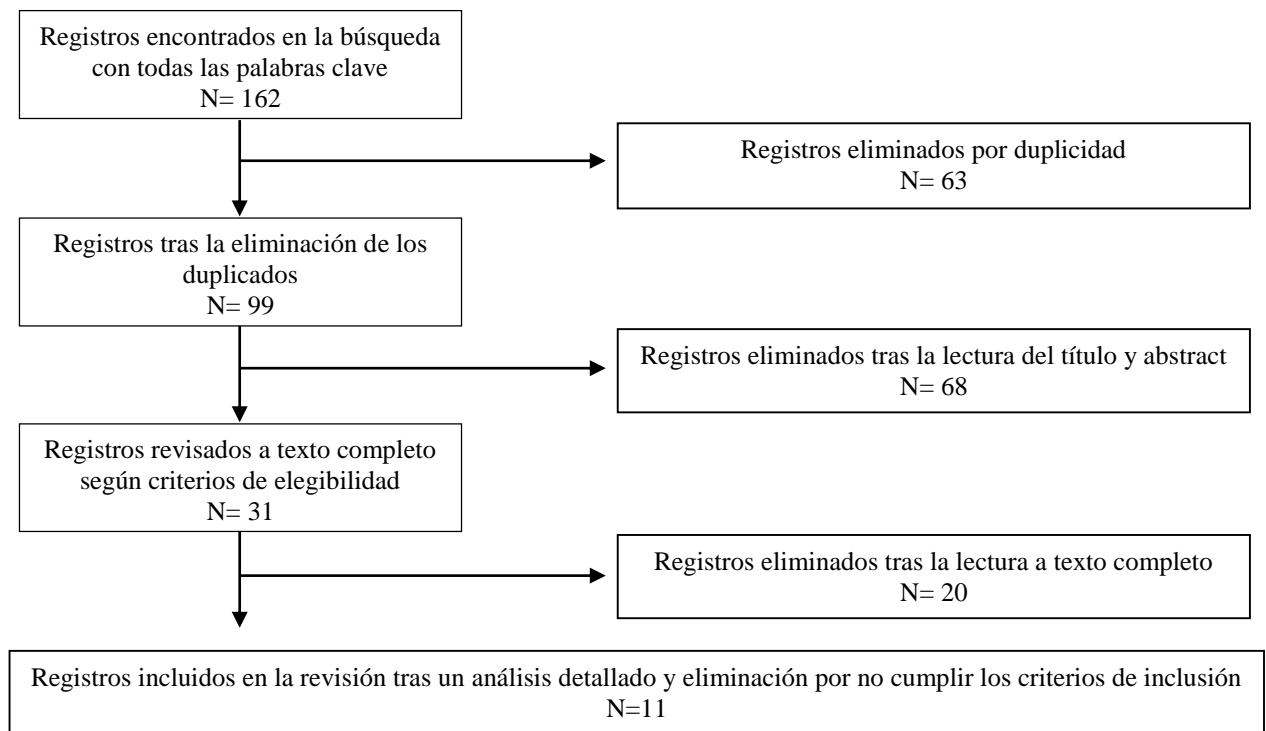 Registros encontrados en la búsqueda
con todas las palabras clave
N= 162
Registros eliminados por duplicidad
N= 63
Registros tras la eliminación de los
duplicados
N= 99
Registros eliminados tras la lectura del título y abstract
N= 68
Registros revisados a texto completo
según criterios de elegibilidad
N= 31
Registros eliminados tras la lectura a texto completo
N= 20
Registros incluidos en la revisión tras un análisis detallado y eliminación por no cumplir los criterios de inclusión
N=11